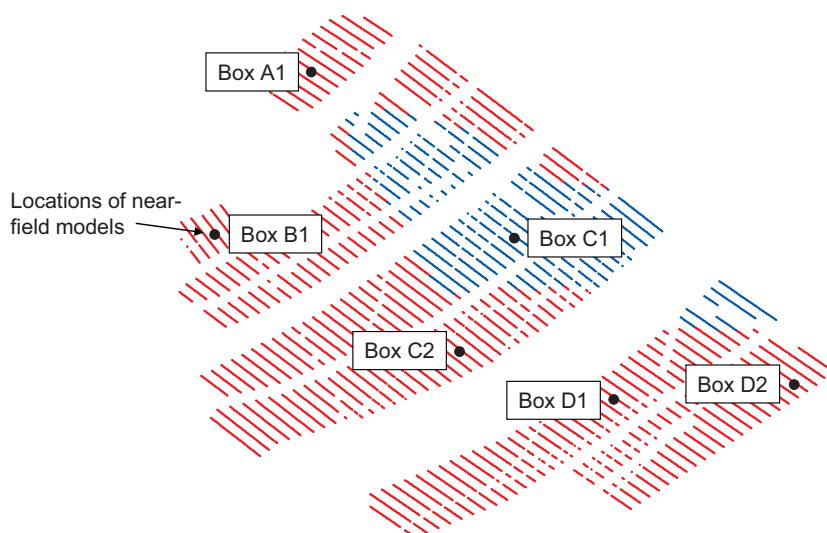 Box A1
Locations of near-
field models
Box B1
Box C1
Box C2
Box D1
Box D2